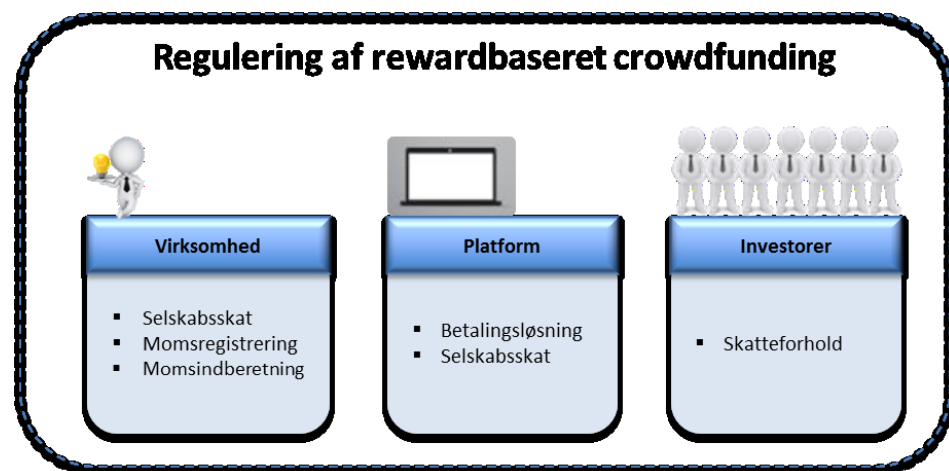 Regulering af rewardbaseret crowdfunding
Virksomhed
▪ Selskabsskat
▪ Momsregistrering
▪ Momsindberetning
Platform
▪ Betalingsløsning
▪ Selskabsskat
Investorer
▪ Skatteforhold